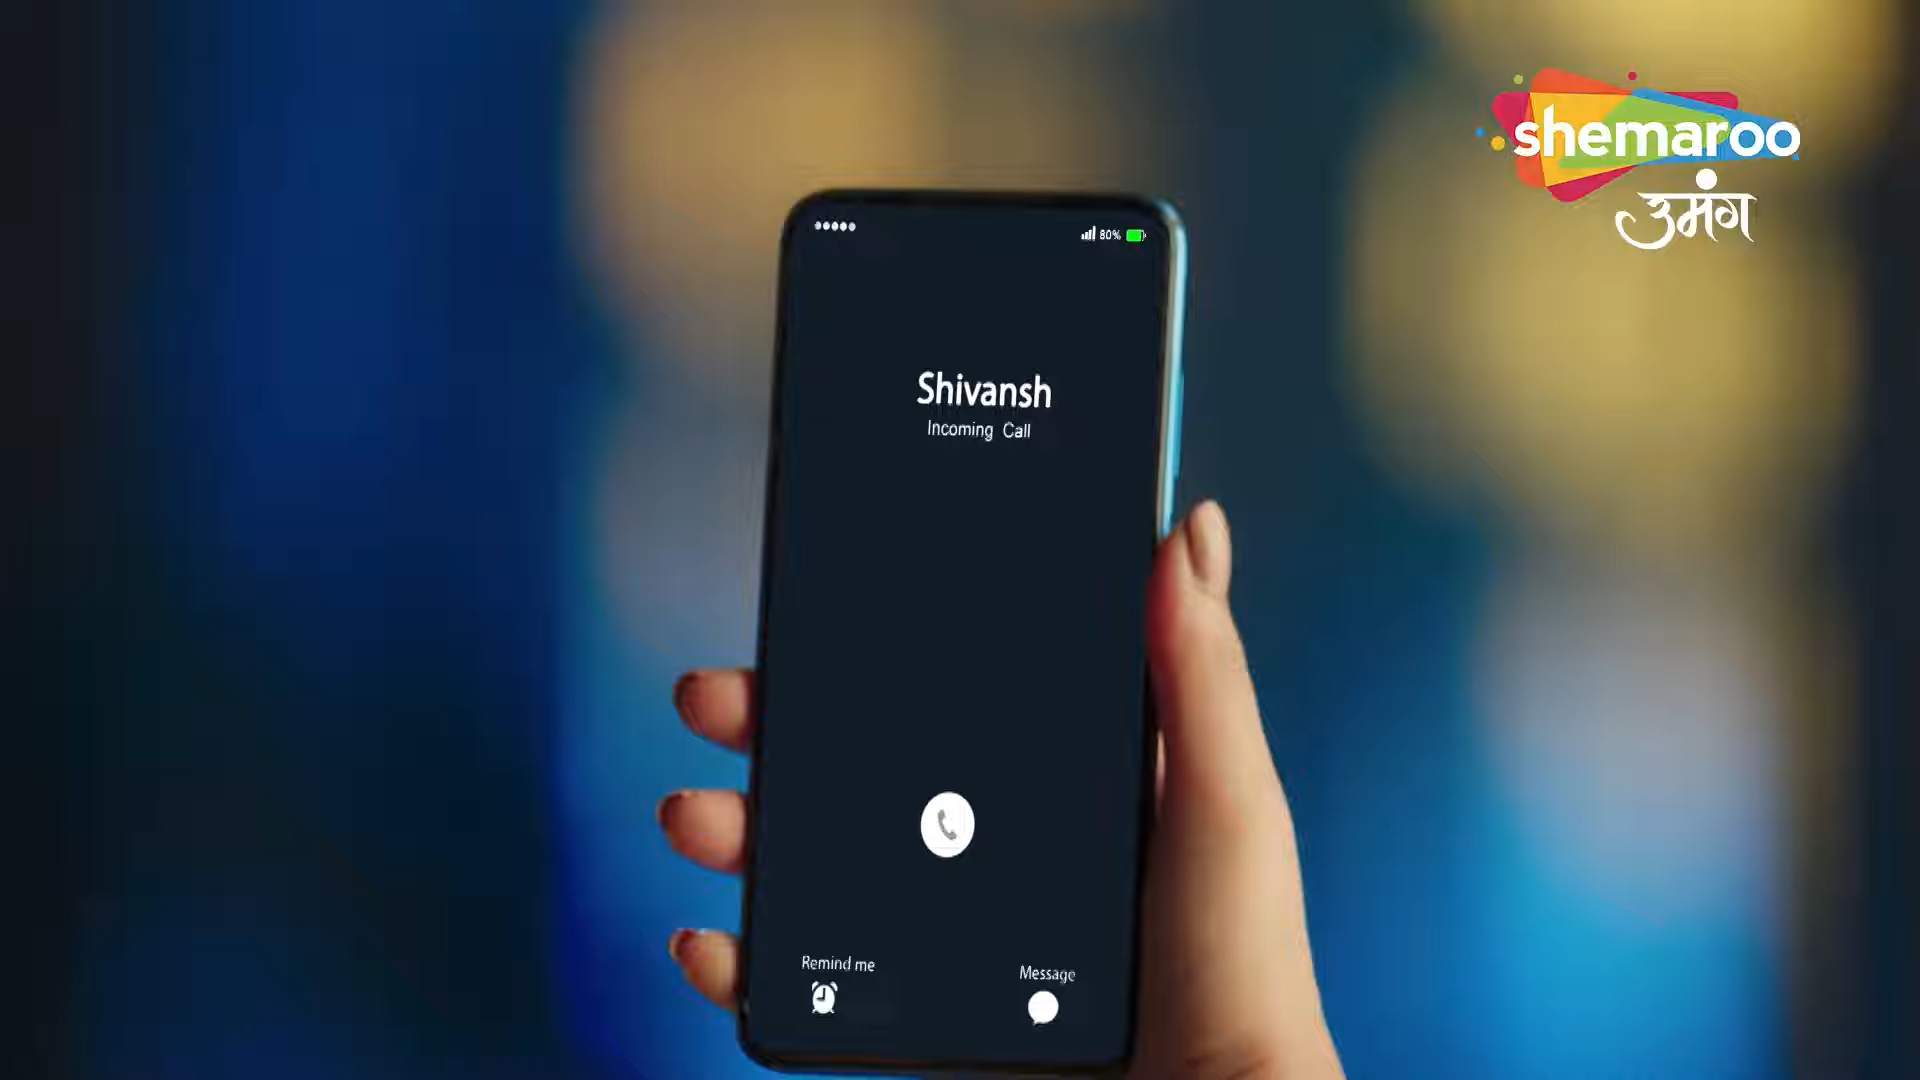 shemaroo
उमंग
80%
Shivansh
Incoming Call
Remind me
Message